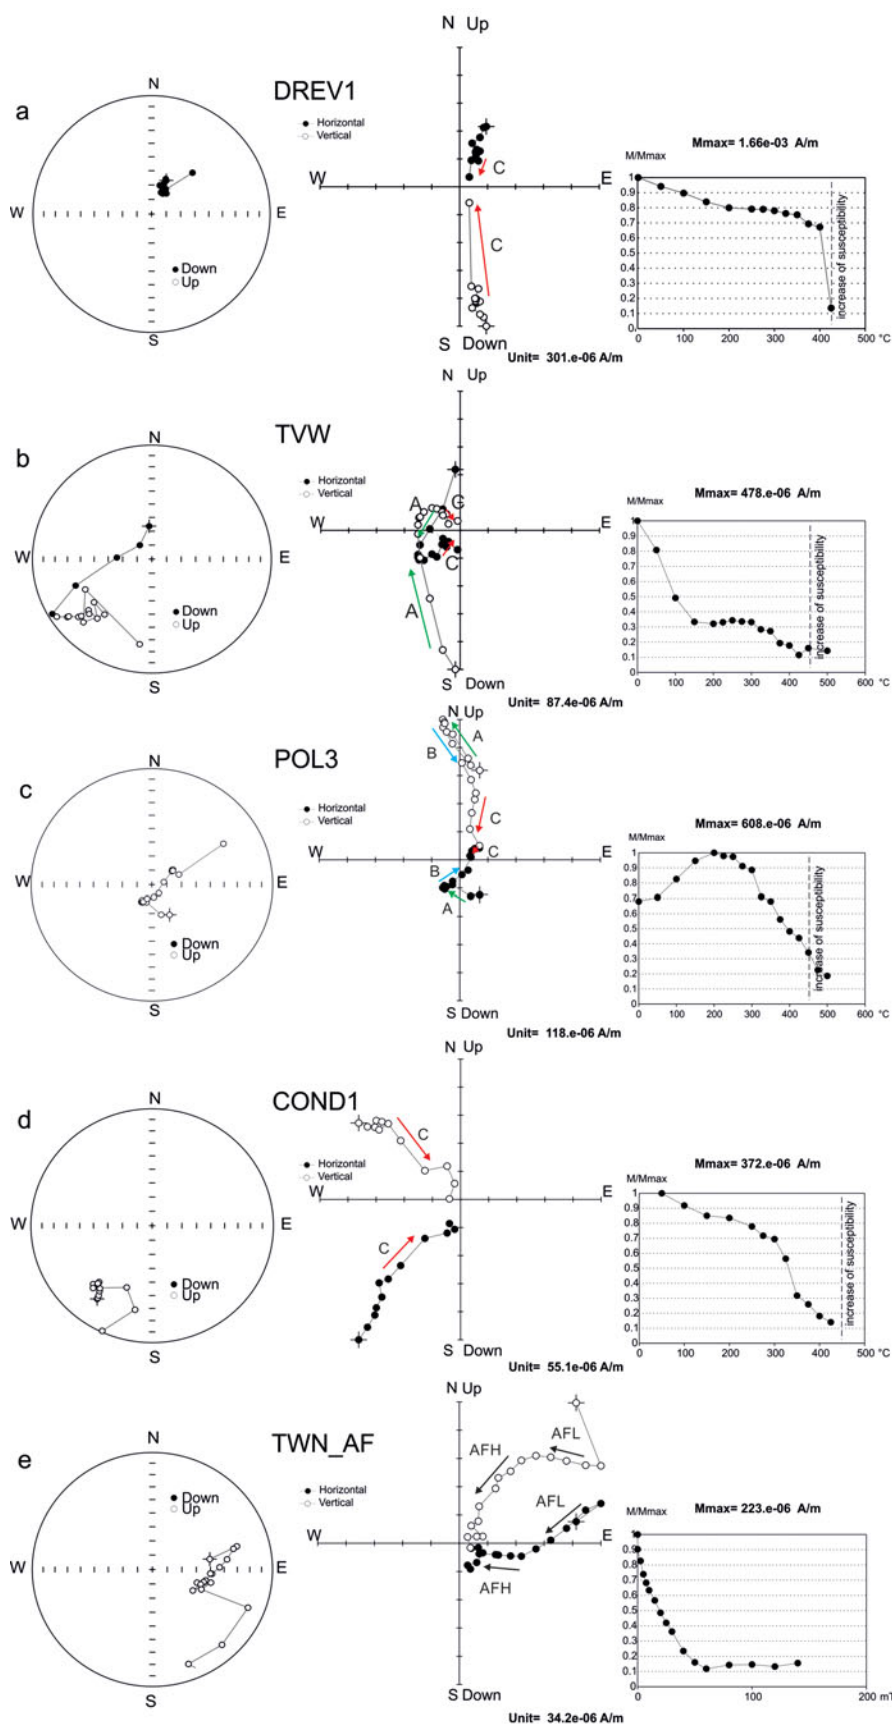 a
DREV1
N
W
E
S
Down
Up
Horizontal
Vertical
N Up
W
E
C
C
S Down
Unit= 301.e-06 A/m
Mmax= 1.66e-03 A/m
M/Mmax
1
0.9
0.8
0.7
0.6
0.5
0.4
0.3
0.2
0.1
0 100 200 300 400 500 °C
increase of susceptibility
b
TVW
N
W
E
S
Down
Up
Horizontal
Vertical
N Up
W
E
A
C
C
A
S Down
Unit= 87.4e-06 A/m
Mmax= 478.e-06 A/m
M/Mmax
1
0.9
0.8
0.7
0.6
0.5
0.4
0.3
0.2
0.1
0 100 200 300 400 500 600 °C
increase of susceptibility
c
POL3
N
W
E
S
Down
Up
Horizontal
Vertical
N Up
W
E
A
B
C
C
B
A
S Down
Unit= 118.e-06 A/m
Mmax= 608.e-06 A/m
M/Mmax
1
0.9
0.8
0.7
0.6
0.5
0.4
0.3
0.2
0.1
0
0 100 200 300 400 500 600 °C
increase of susceptibility
d
COND1
N
W
E
S
Down
Up
Horizontal
Vertical
N Up
W
E
C
C
S Down
Unit= 55.1e-06 A/m
Mmax= 372.e-06 A/m
M/Mmax
1
0.9
0.8
0.7
0.6
0.5
0.4
0.3
0.2
0.1
0 100 200 300 400 500 °C
increase of susceptibility
e
TWN_AF
N
W
E
S
Down
Up
Horizontal
Vertical
N Up
W
E
AFH
AFL
AFL
AFH
S Down
Unit= 34.2e-06 A/m
Mmax= 223.e-06 A/m
M/Mmax
1
0.9
0.8
0.7
0.6
0.5
0.4
0.3
0.2
0.1
0
0 100 200 mT